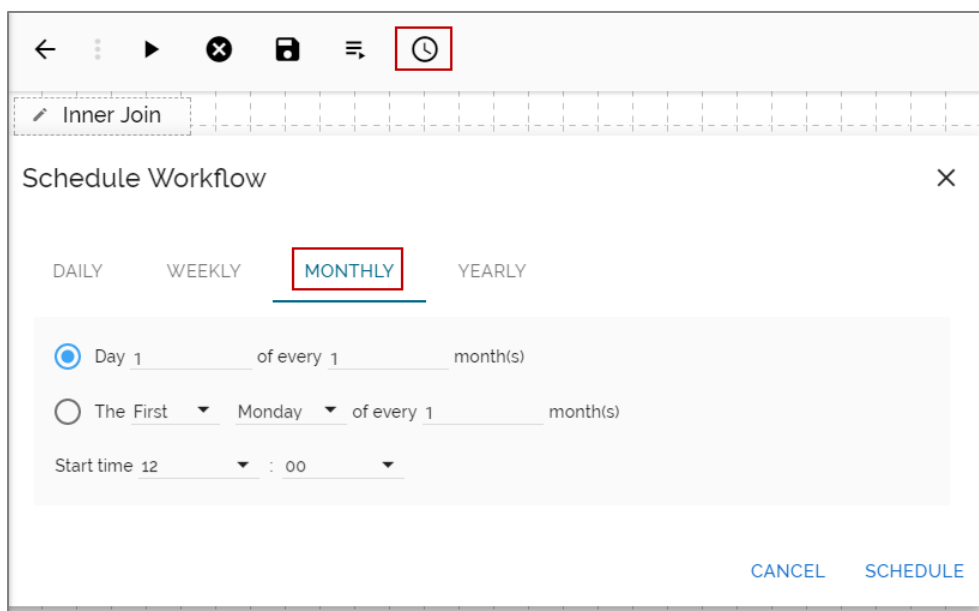 Inner Join
Schedule Workflow
DAILY WEEKLY MONTHLY YEARLY
Day 1 of every 1 month(s)
The First Monday of every 1 month(s)
Start time 12 : 00
CANCEL SCHEDULE